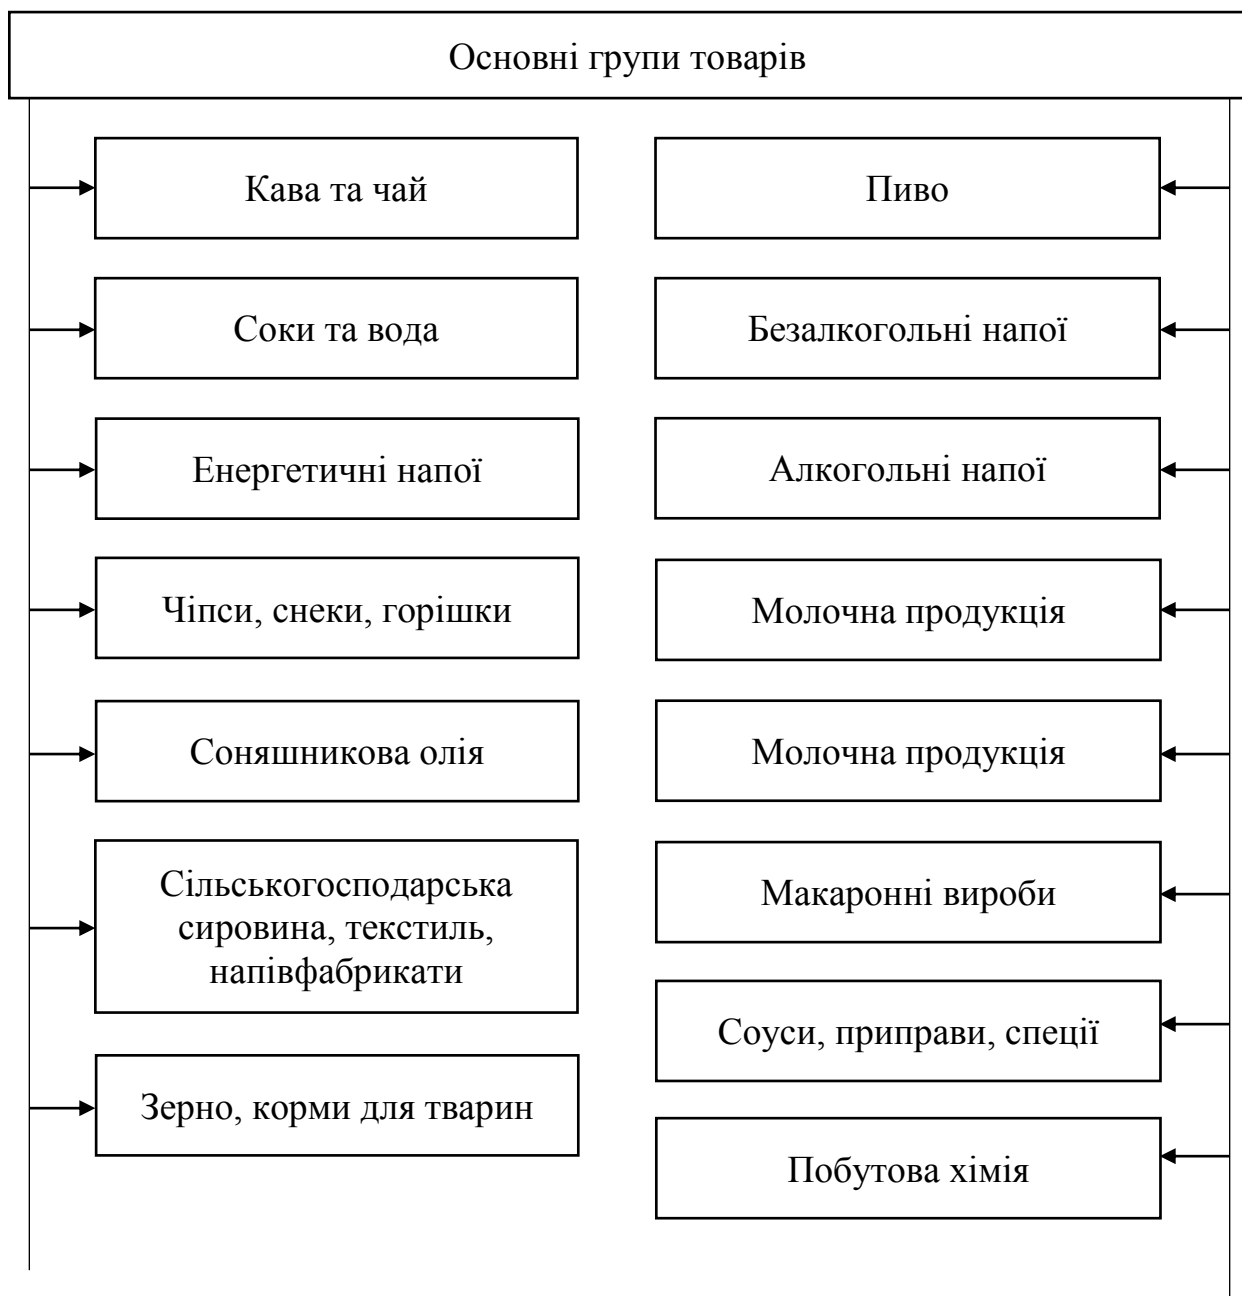 Основні групи товарів
Кава та чай
Пиво
Соки та вода
Безалкогольні напої
Енергетичні напої
Алкогольні напої
Чіпси, снеки, горішки
Молочна продукція
Соняшникова олія
Молочна продукція
Сільськогосподарська
сировина, текстиль,
напівфабрикати
Макаронні вироби
Соуси, приправи, спеції
Зерно, корми для тварин
Побутова хімія